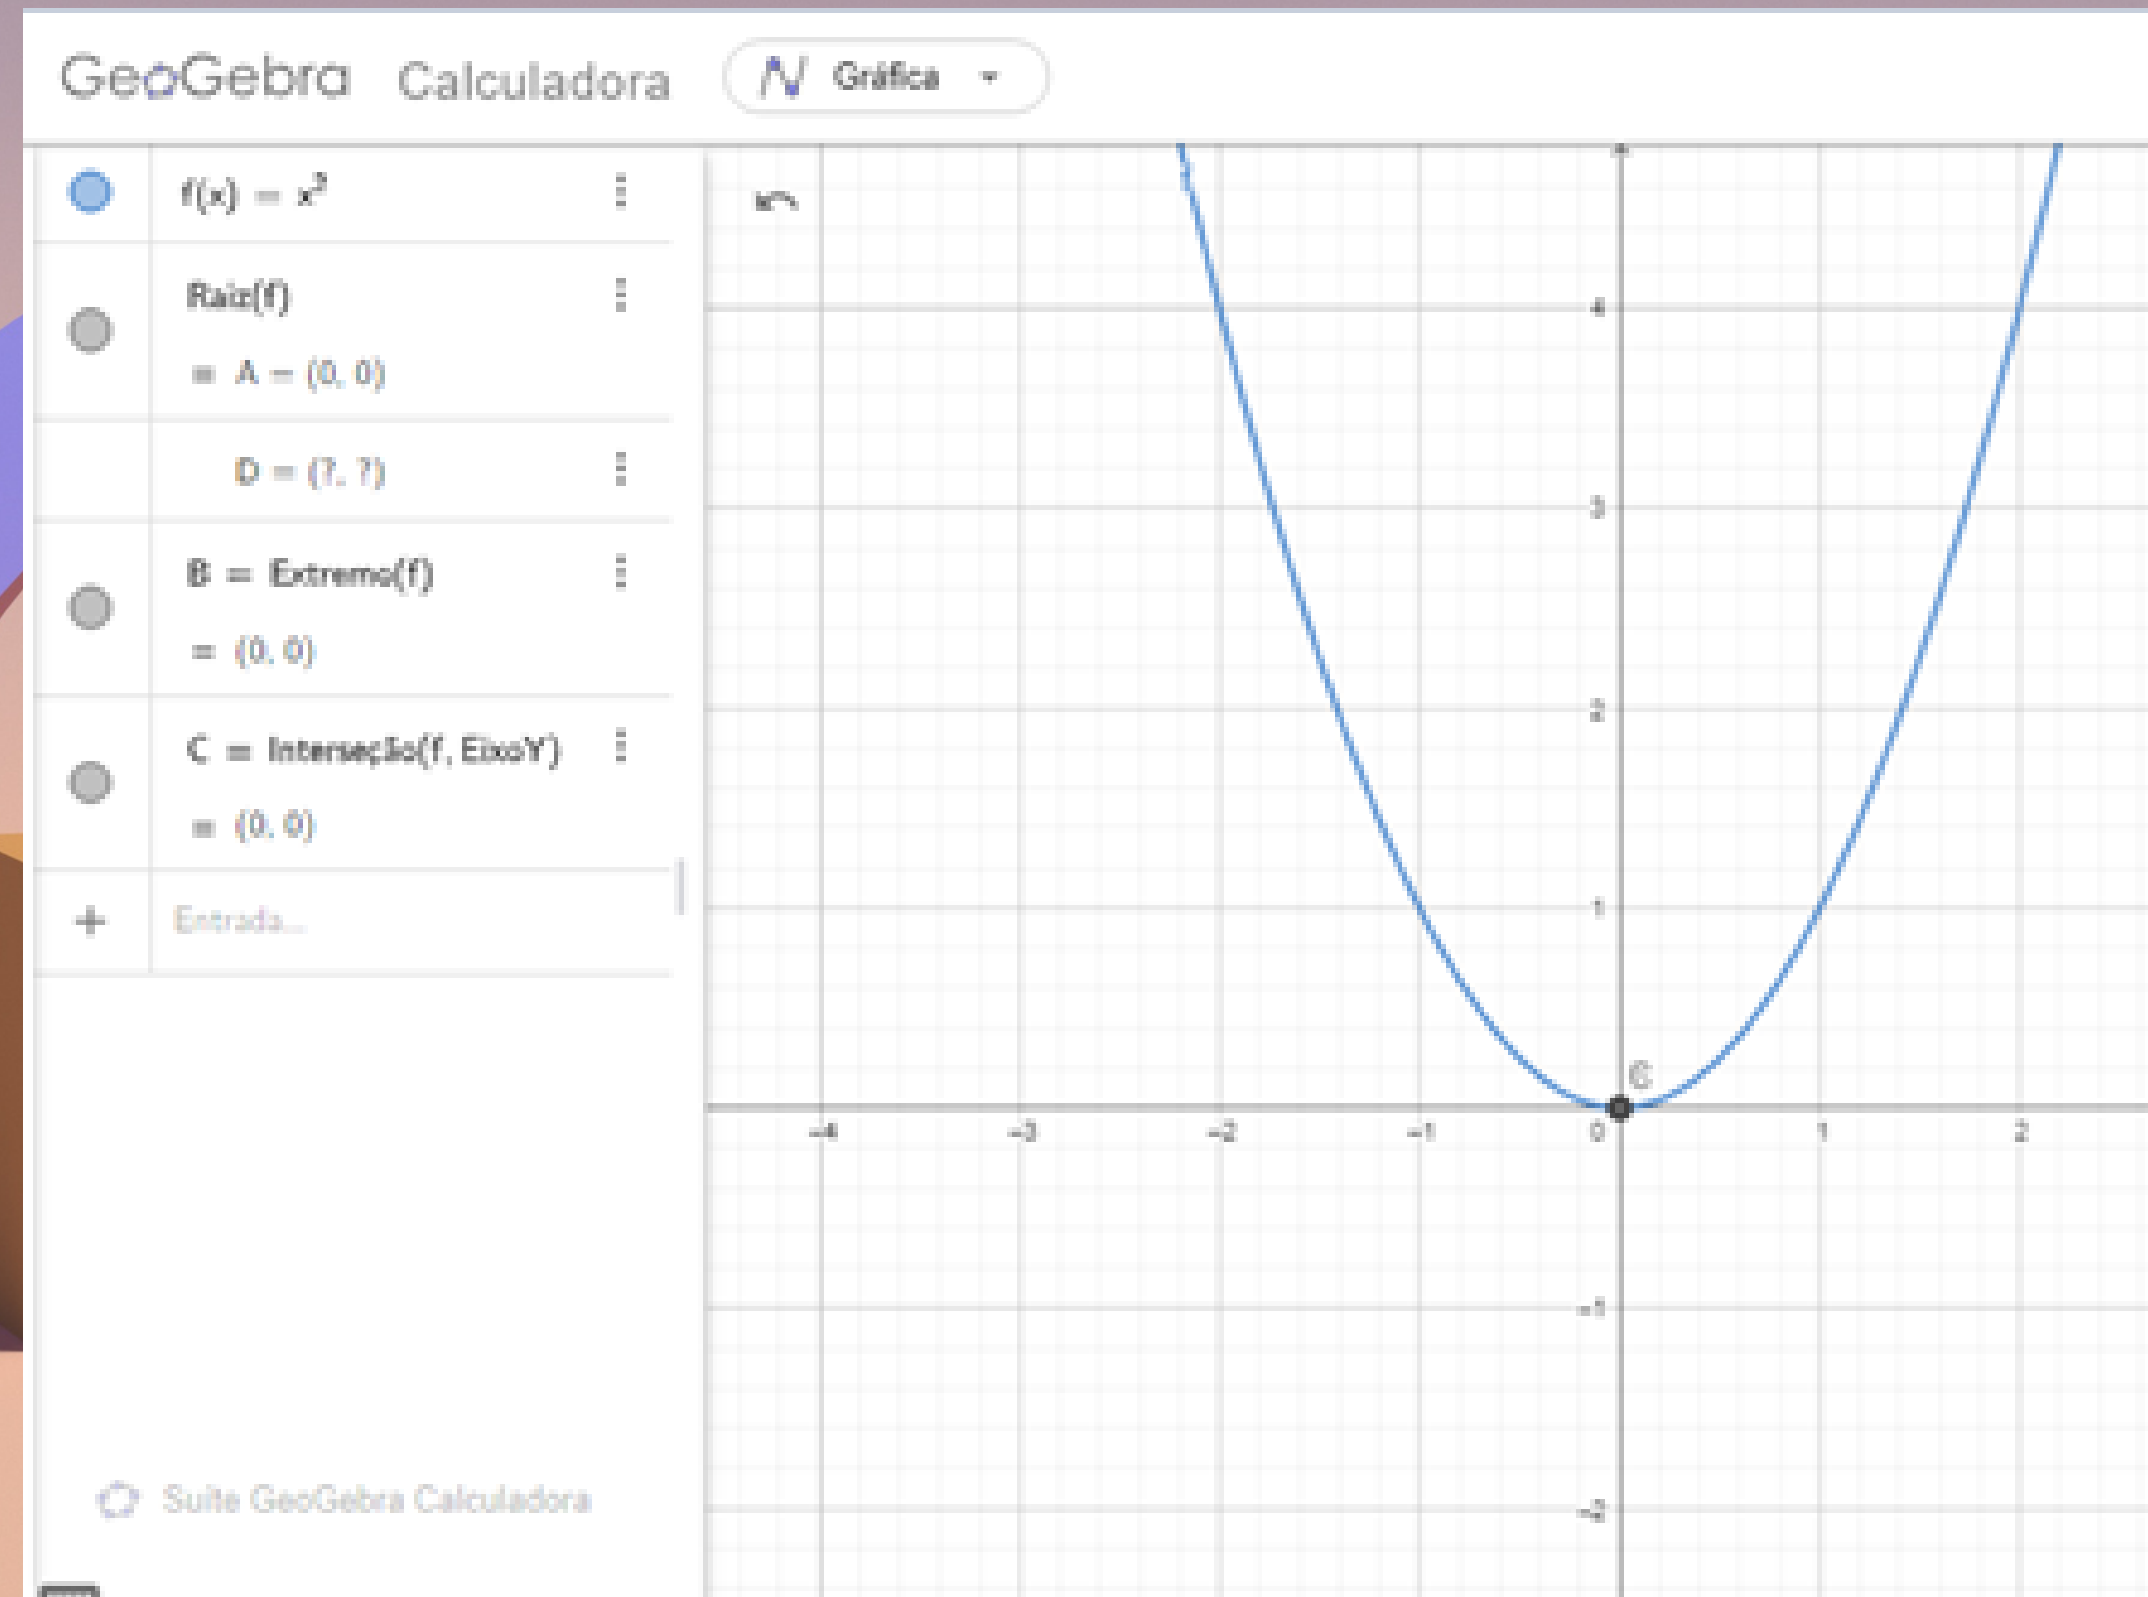 GeoGebra Calculadora Gráfica
f(x) = x²
Raiz(f)
= A = (0, 0)
D = (?, ?)
B = Extremo(f)
= (0, 0)
C = Interseção(f, EixoY)
= (0, 0)
+ Entrada...
Suíte GeoGebra Calculadora
4
3
2
1
C
-4 -3 -2 -1 0 1 2
-1
-2